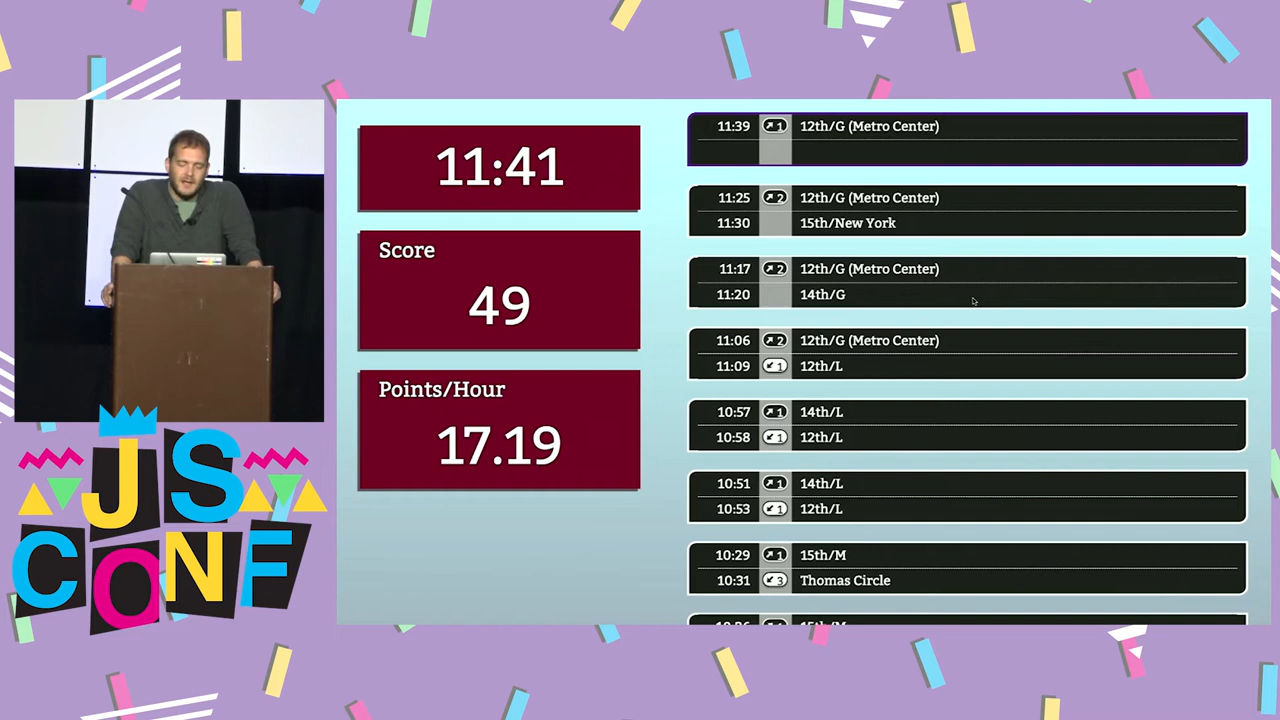 11:41
Score
49
Points/Hour
17.19
11:39 ↗1 12th/G (Metro Center)
11:25 ↗2 12th/G (Metro Center)
11:30 15th/New York
11:17 ↗2 12th/G (Metro Center)
11:20 14th/G
11:06 ↗2 12th/G (Metro Center)
11:09 ↙1 12th/L
10:57 ↗1 14th/L
10:58 ↙1 12th/L
10:51 ↗1 14th/L
10:53 ↙1 12th/L
10:29 ↗1 15th/M
10:31 ↙3 Thomas Circle
15th/M
JS
CONF